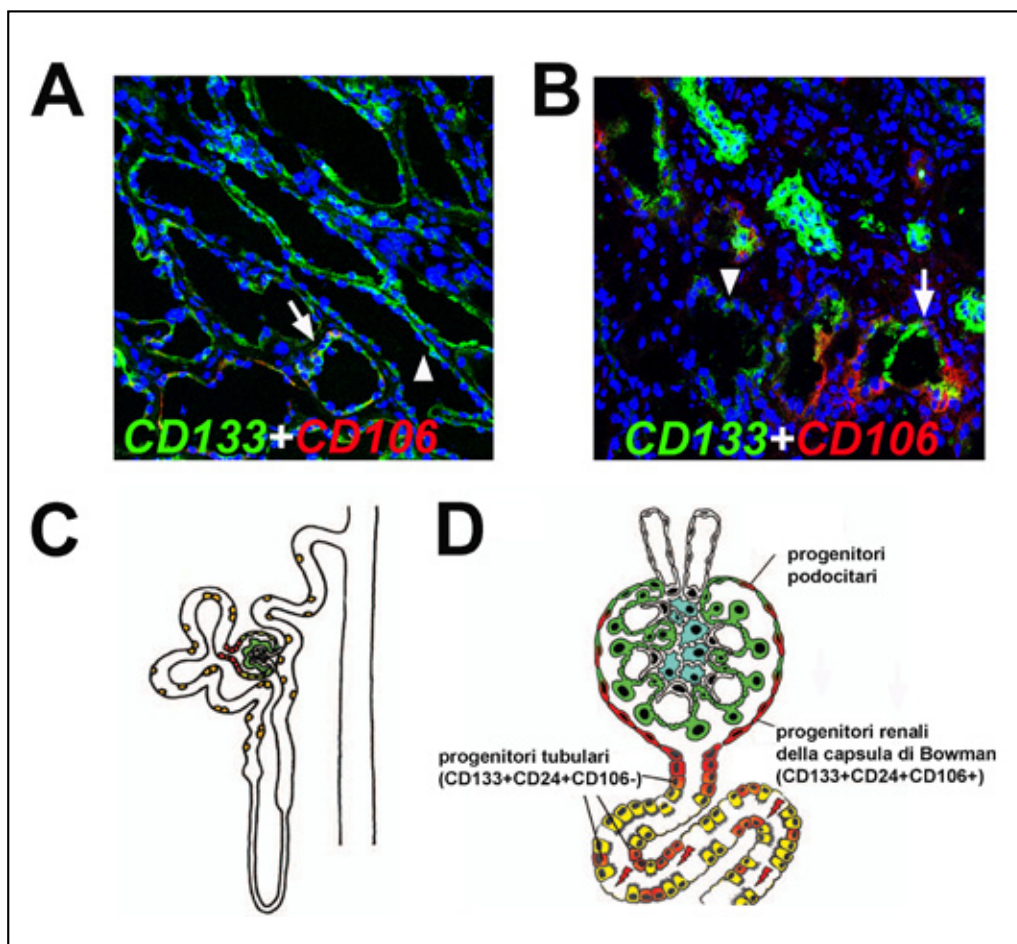 A
B
CD133+CD106
CD133+CD106
C
D
progenitori
podocitari
progenitori renali
della capsula di Bowman
(CD133+CD24+CD106+)
progenitori tubulari
(CD133+CD24+CD106-)